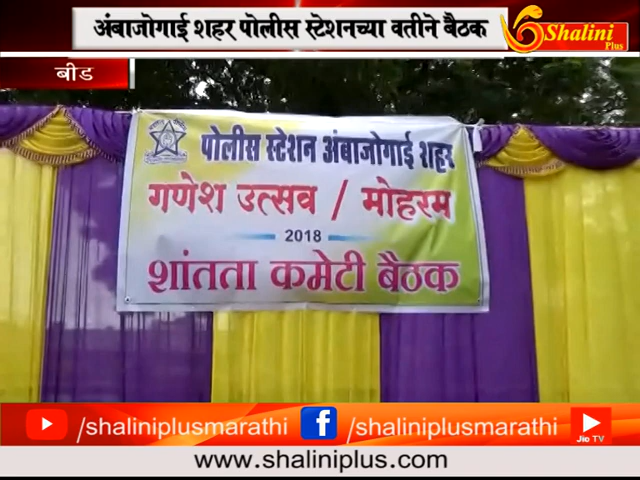 अंबाजोगाई शहर पोलीस स्टेशनच्या वतीने बैठक
Shalini
Plus
बीड
पोलीस स्टेशन अंबाजोगाई शहर
गणेश उत्सव / मोहरम
2018
शांतता कमेटी बैठक
/shaliniplusmarathi
/shaliniplusmarathi
Jio TV
www.shaliniplus.com